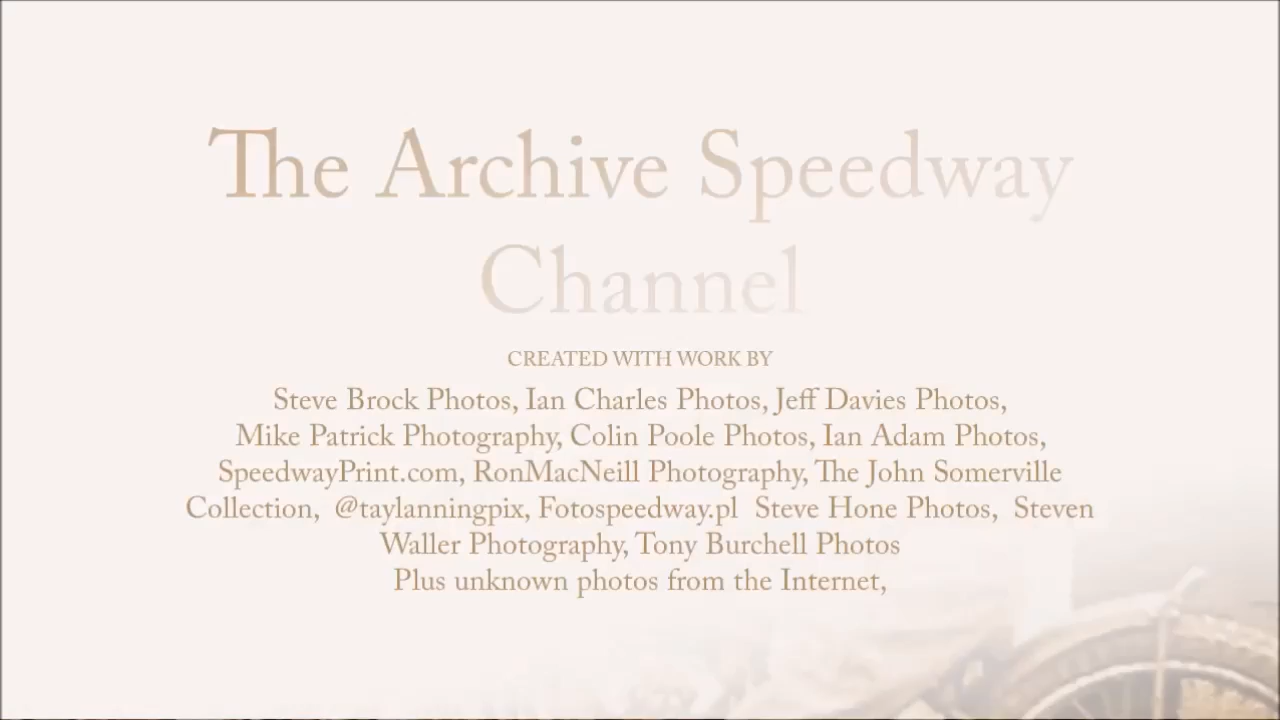 The Archive Speedway
Channel
CREATED WITH WORK BY
Steve Brock Photos, Ian Charles Photos, Jeff Davies Photos,
Mike Patrick Photography, Colin Poole Photos, Ian Adam Photos,
SpeedwayPrint.com, RonMacNeill Photography, The John Somerville
Collection,  @taylanningpix, Fotospeedway.pl  Steve Hone Photos,  Steven
Waller Photography, Tony Burchell Photos
Plus unknown photos from the Internet,